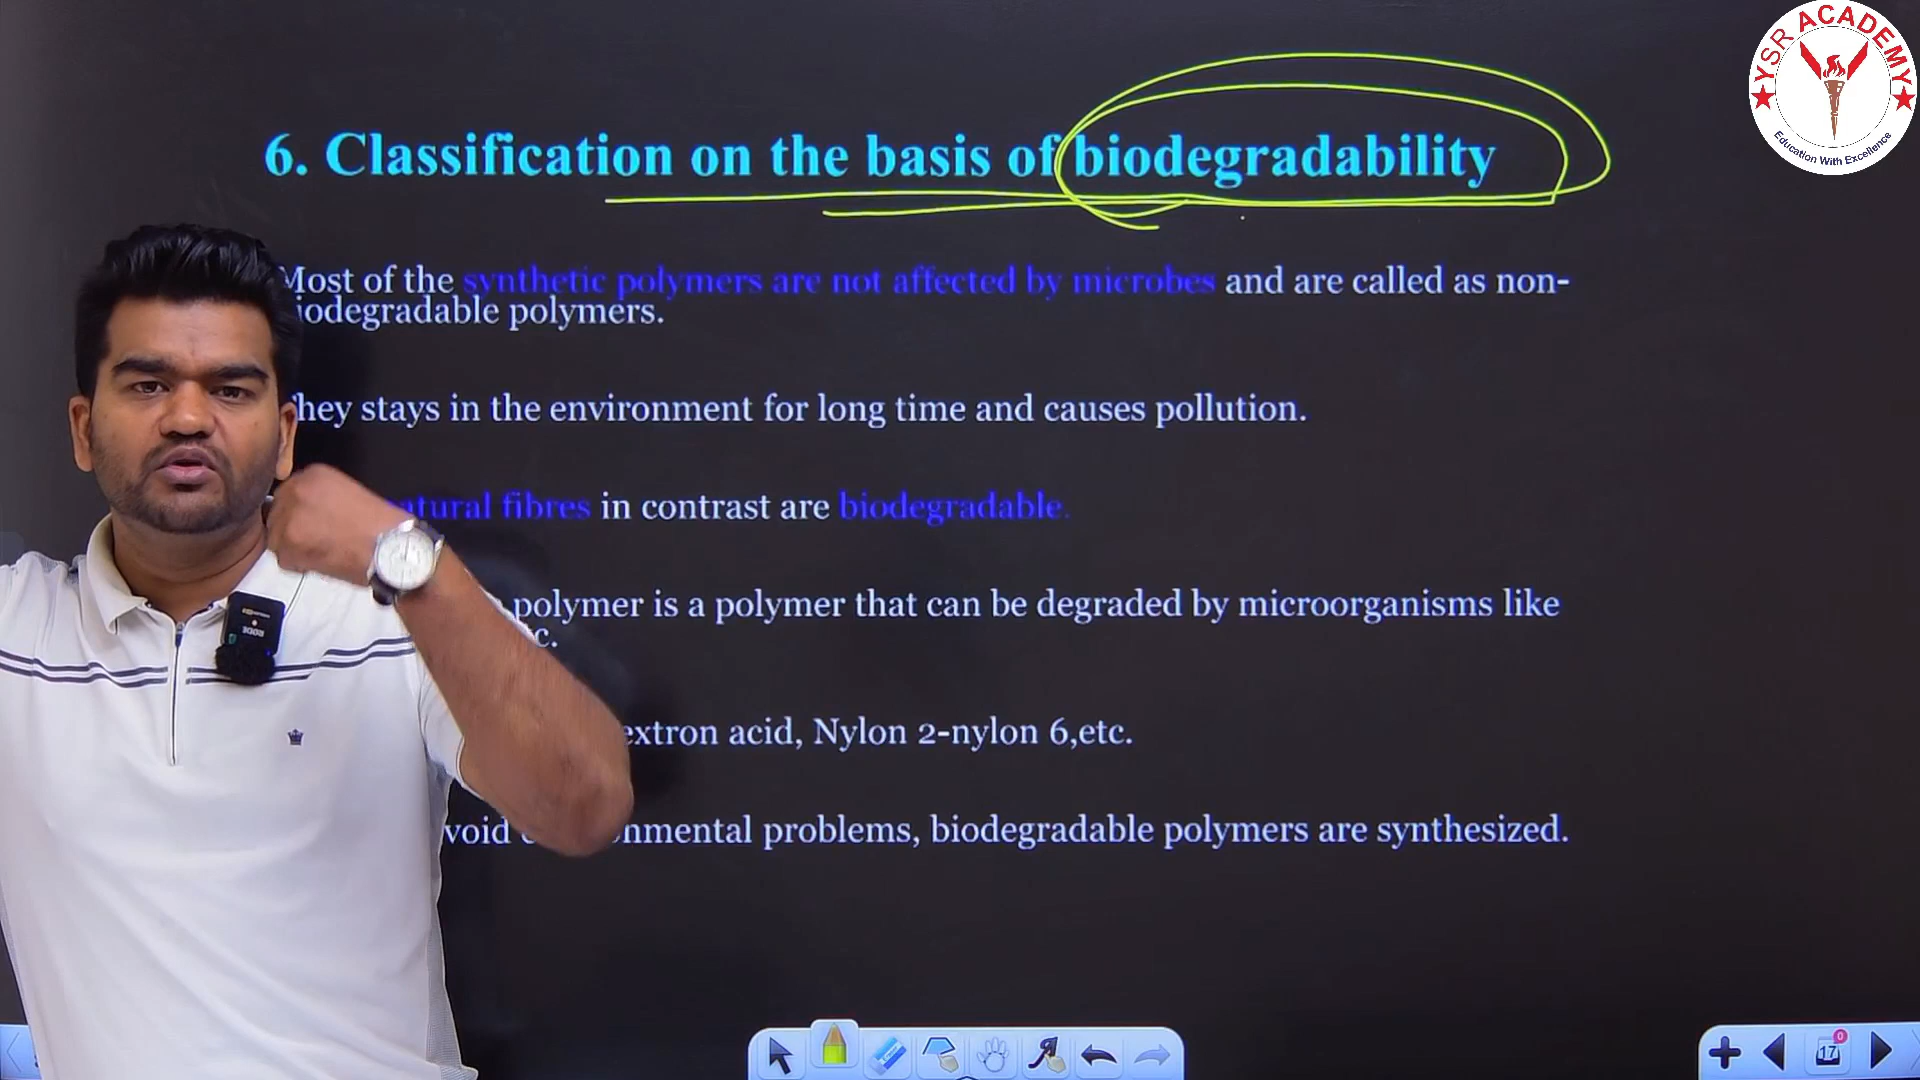 YSR ACADEMY
Education With Excellence
6. Classification on the basis of biodegradability
Most of the synthetic polymers are not affected by microbes and are called as non-
biodegradable polymers.
They stays in the environment for long time and causes pollution.
natural fibres in contrast are biodegradable.
polymer is a polymer that can be degraded by microorganisms like
acid, Nylon 2-nylon 6,etc.
problems, biodegradable polymers are synthesized.
17
0